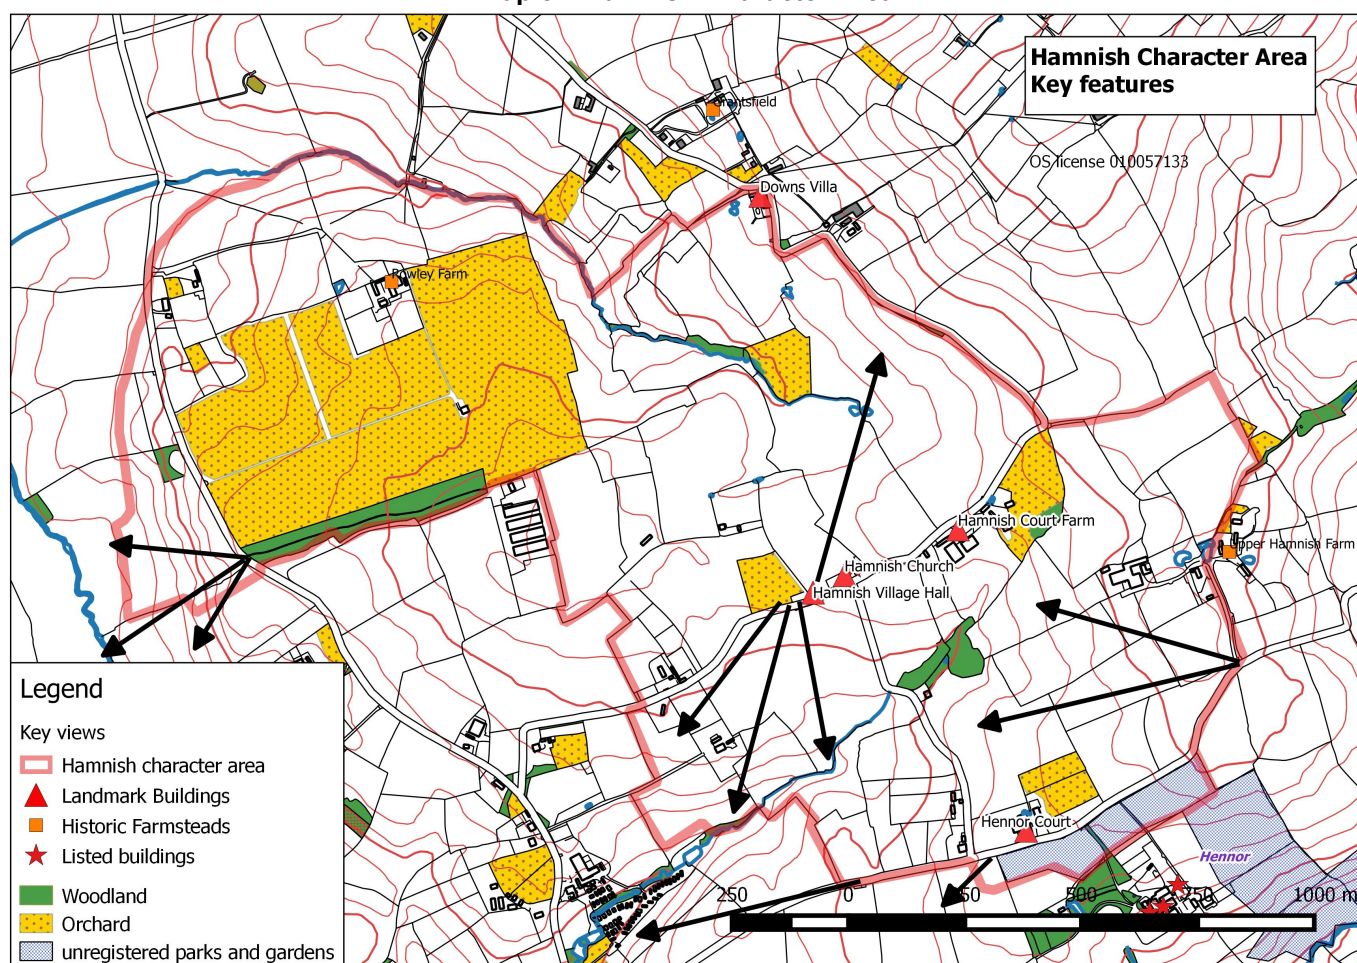 Hamnish Character Area
Key features
OS license 010057133
Downs Villa
Hamnish Court Farm
Hamnish Church
Hamnish Village Hall
Upper Hamnish Farm
Hennor Court
Hennor
Legend
Key views
Hamnish character area
Landmark Buildings
Historic Farmsteads
Listed buildings
Woodland
Orchard
unregistered parks and gardens
250 0 250 500 750 1000 m